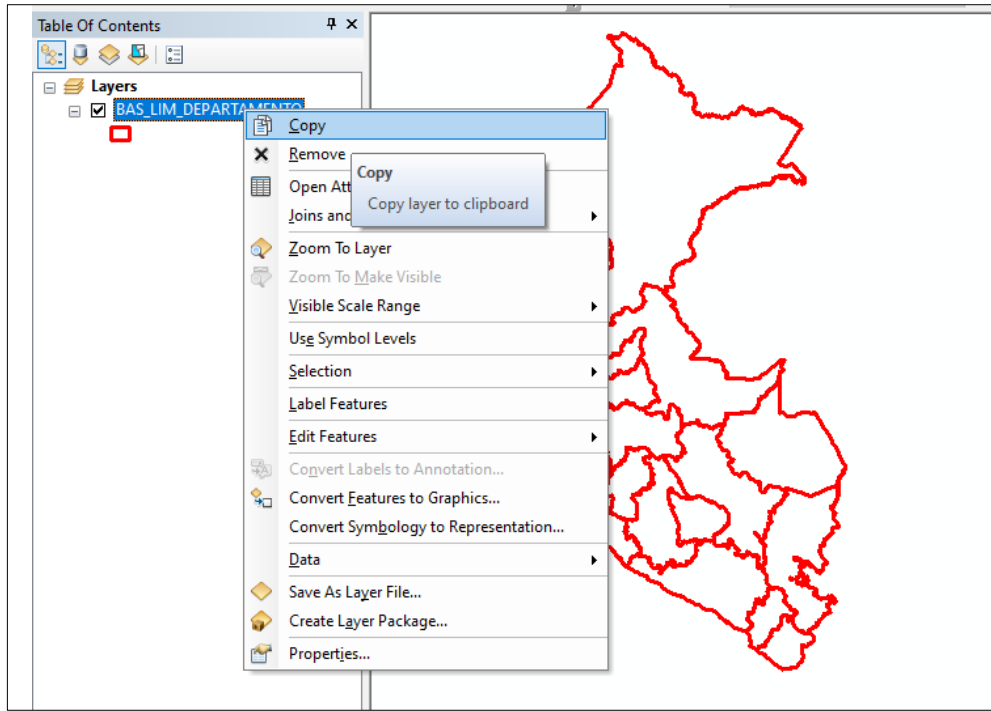 Table Of Contents
Layers
BAS_LIM_DEPARTAMENTO
Copy
Remove
Copy
Open Att
Copy layer to clipboard
Joins and
Zoom To Layer
Zoom To Make Visible
Visible Scale Range
Use Symbol Levels
Selection
Label Features
Edit Features
Convert Labels to Annotation...
Convert Features to Graphics...
Convert Symbology to Representation...
Data
Save As Layer File...
Create Layer Package...
Properties...